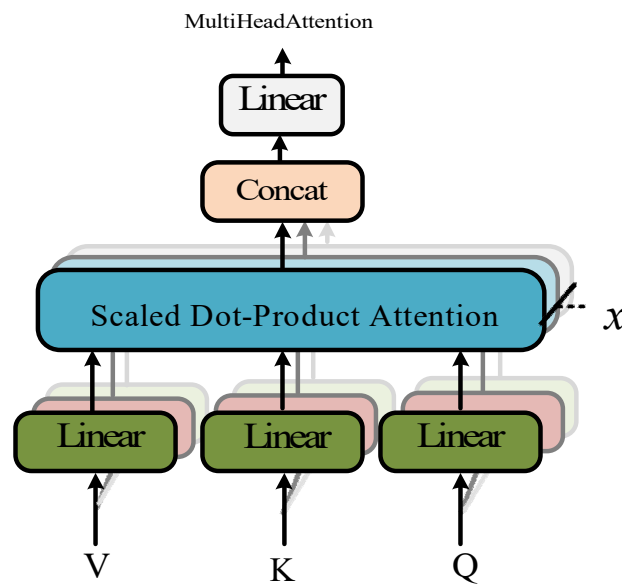 MultiHeadAttention
Linear
Concat
Scaled Dot-Product Attention
x
Linear Linear Linear
V K Q